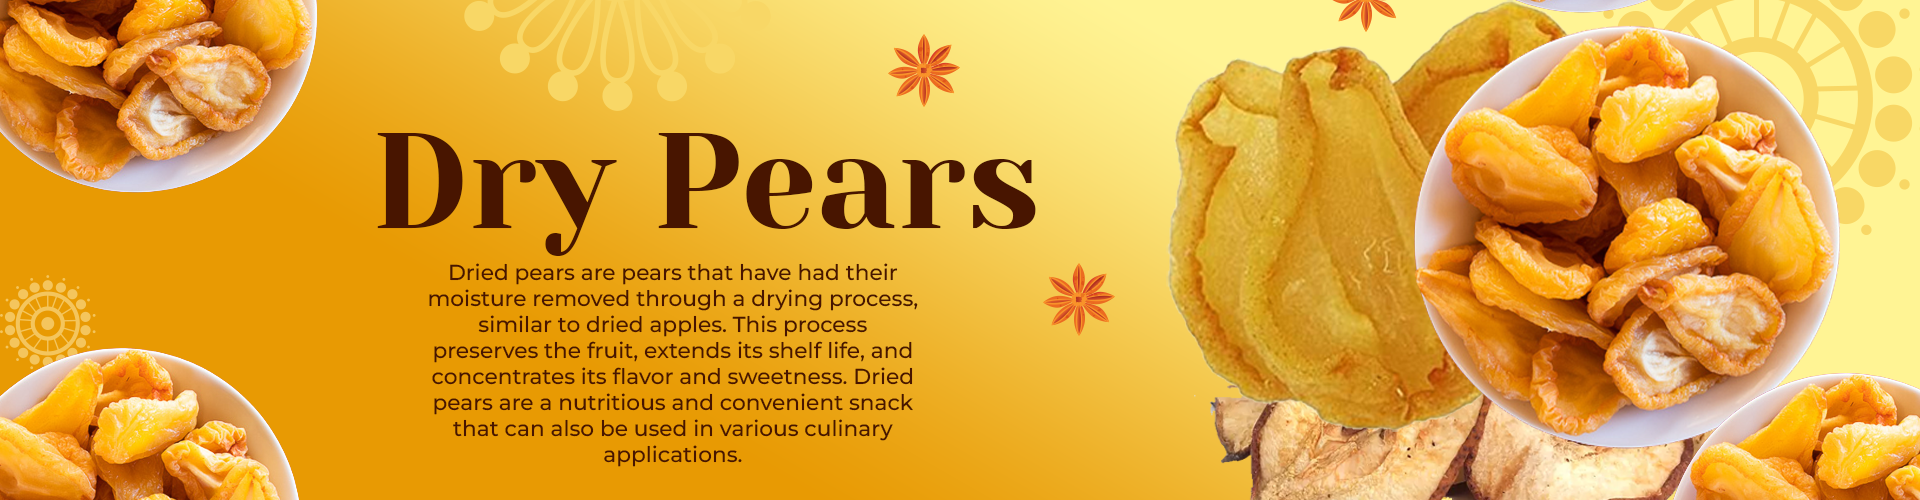 Dry Pears
Dried pears are pears that have had their
moisture removed through a drying process,
similar to dried apples. This process
preserves the fruit, extends its shelf life, and
concentrates its flavor and sweetness. Dried
pears are a nutritious and convenient snack
that can also be used in various culinary
applications.